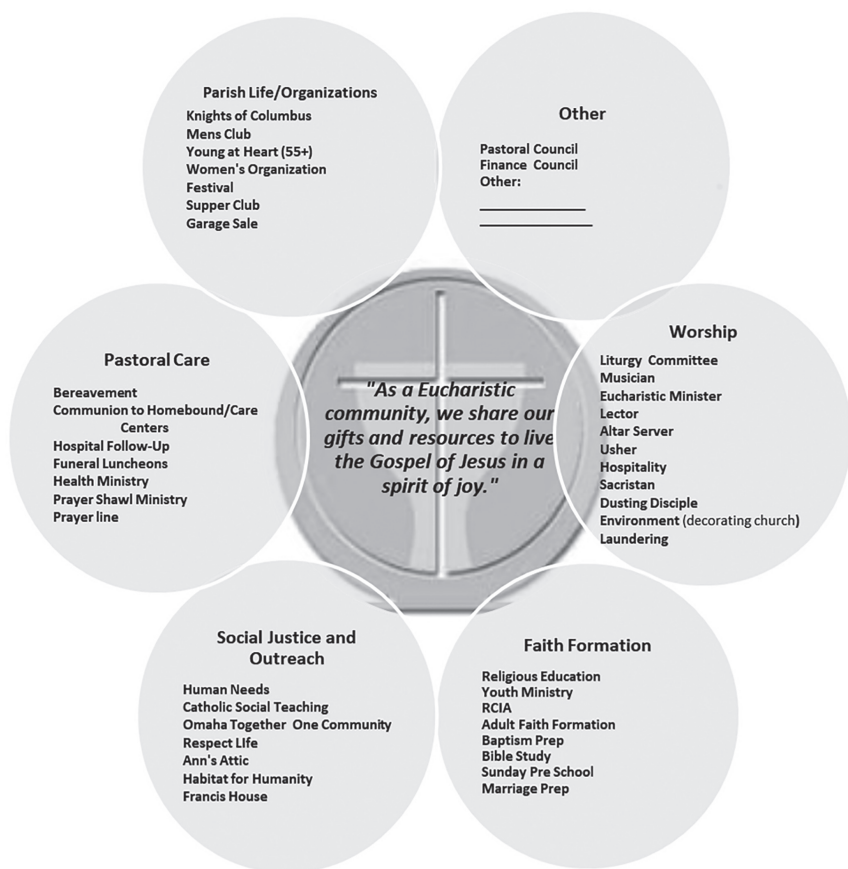 Parish Life/Organizations
Knights of Columbus
Mens Club
Young at Heart (55+)
Women's Organization
Festival
Supper Club
Garage Sale
Other
Pastoral Council
Finance Council
Other:
Worship
Liturgy Committee
Musician
Eucharistic Minister
Lector
Altar Server
Usher
Hospitality
Sacristan
Dusting Disciple
Environment (decorating church)
Laundering
Pastoral Care
Bereavement
Communion to Homebound/Care
Centers
Hospital Follow-Up
Funeral Luncheons
Health Ministry
Prayer Shawl Ministry
Prayer line
"As a Eucharistic
community, we share our
gifts and resources to live
the Gospel of Jesus in a
spirit of joy."
Social Justice and
Outreach
Human Needs
Catholic Social Teaching
Omaha Together One Community
Respect LIfe
Ann's Attic
Habitat for Humanity
Francis House
Faith Formation
Religious Education
Youth Ministry
RCIA
Adult Faith Formation
Baptism Prep
Bible Study
Sunday Pre School
Marriage Prep